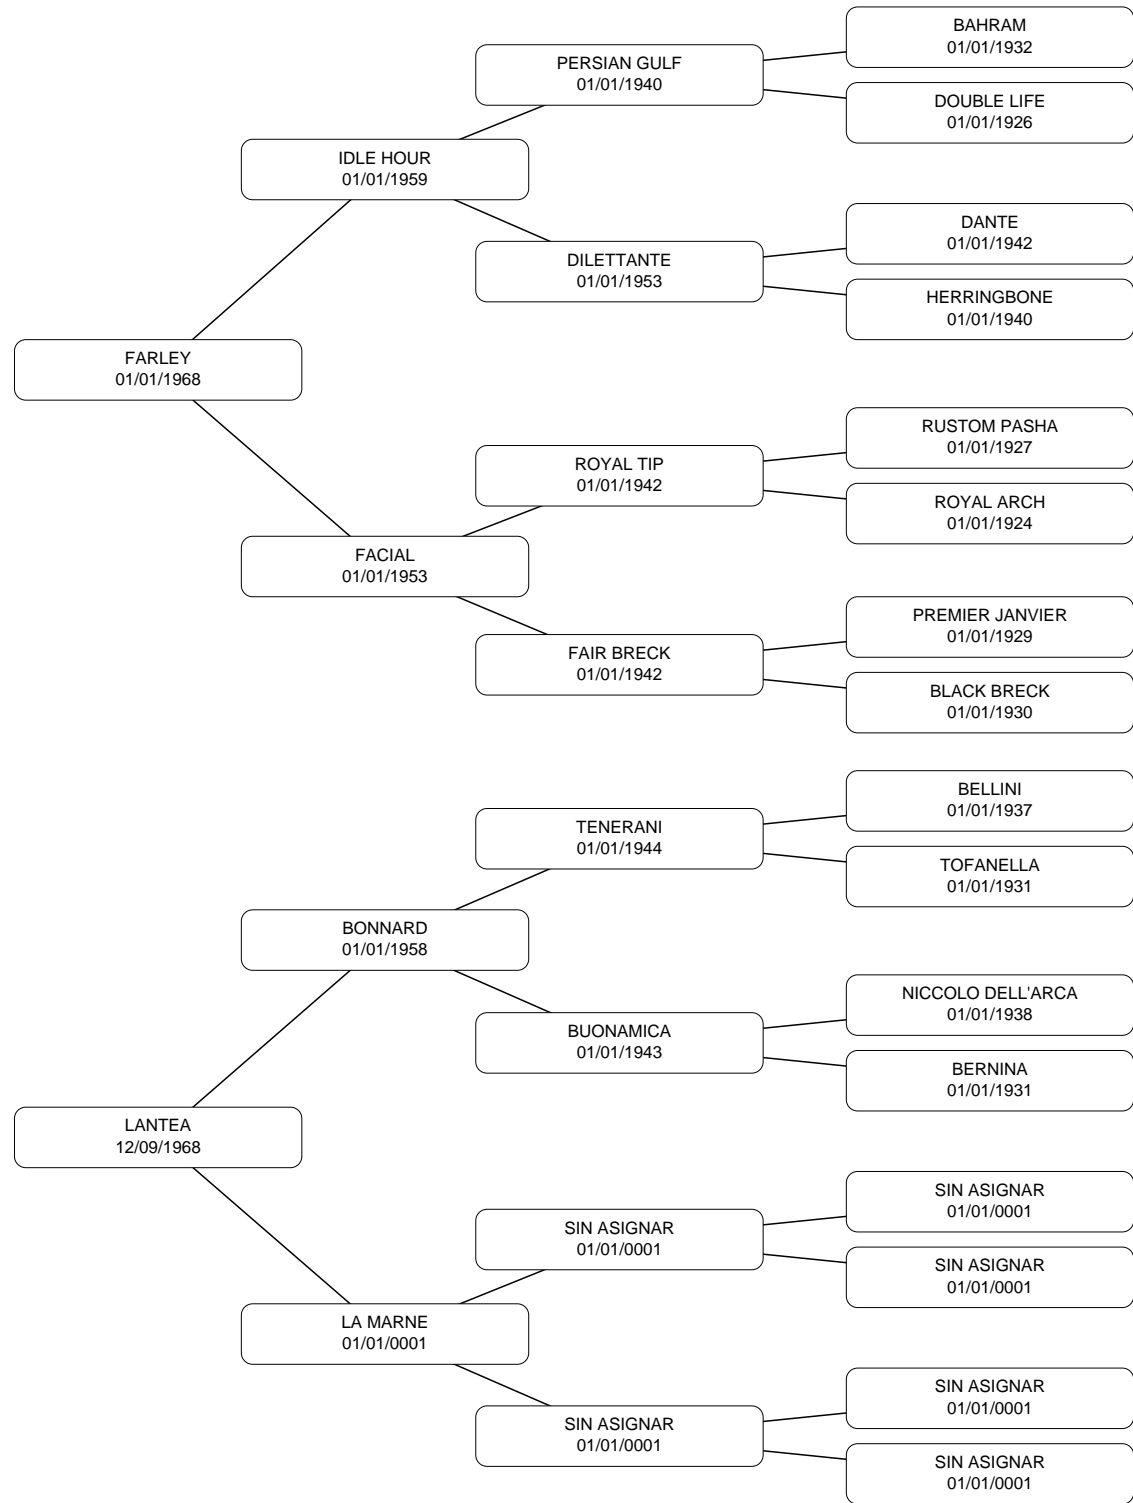 BAHRAM
01/01/1932
PERSIAN GULF
01/01/1940
DOUBLE LIFE
01/01/1926
IDLE HOUR
01/01/1959
DANTE
01/01/1942
DILETTANTE
01/01/1953
HERRINGBONE
01/01/1940
FARLEY
01/01/1968
RUSTOM PASHA
01/01/1927
ROYAL TIP
01/01/1942
ROYAL ARCH
01/01/1924
FACIAL
01/01/1953
PREMIER JANVIER
01/01/1929
FAIR BRECK
01/01/1942
BLACK BRECK
01/01/1930
BELLINI
01/01/1937
TENERANI
01/01/1944
TOFANELLA
01/01/1931
BONNARD
01/01/1958
NICCOLO DELL'ARCA
01/01/1938
BUONAMICA
01/01/1943
BERNINA
01/01/1931
LANTEA
12/09/1968
SIN ASIGNAR
01/01/0001
SIN ASIGNAR
01/01/0001
SIN ASIGNAR
01/01/0001
LA MARNE
01/01/0001
SIN ASIGNAR
01/01/0001
SIN ASIGNAR
01/01/0001
SIN ASIGNAR
01/01/0001